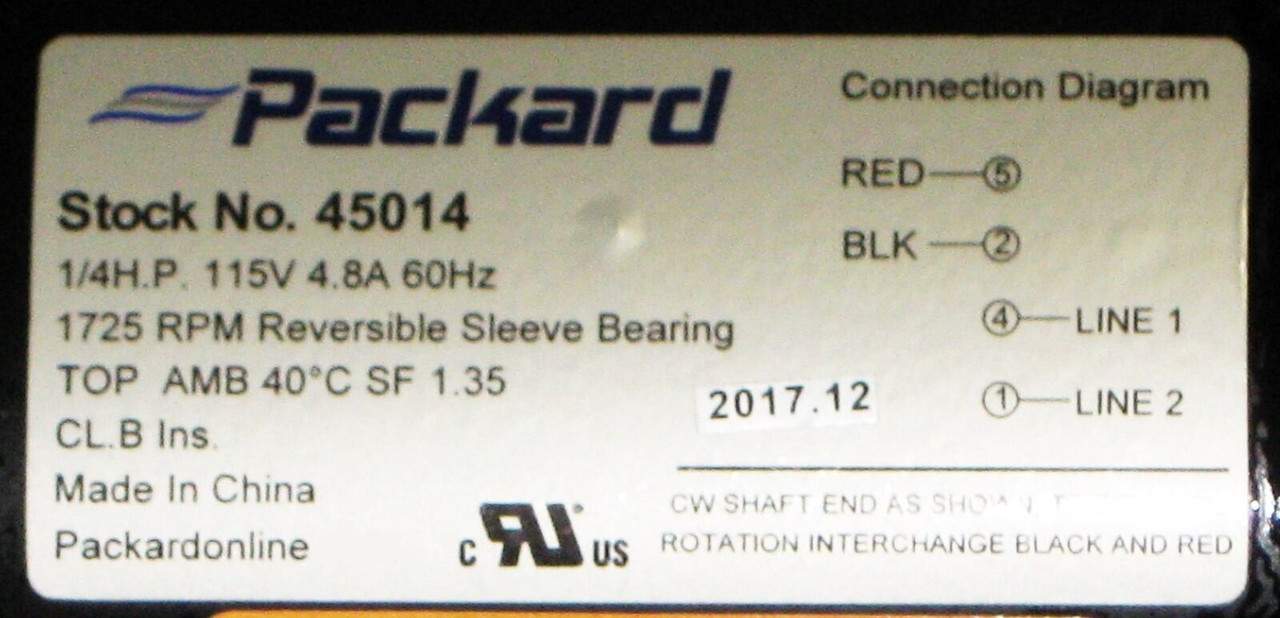 Packard
Stock No. 45014
1/4H.P. 115V 4.8A 60Hz
1725 RPM Reversible Sleeve Bearing
TOP AMB 40°C SF 1.35
CL.B Ins.
Made In China
Packardonline
C RU US
Connection Diagram
RED 5
BLK 2
4 LINE 1
1 LINE 2
2017.12
CW SHAFT END AS SHOWN
ROTATION INTERCHANGE BLACK AND RED